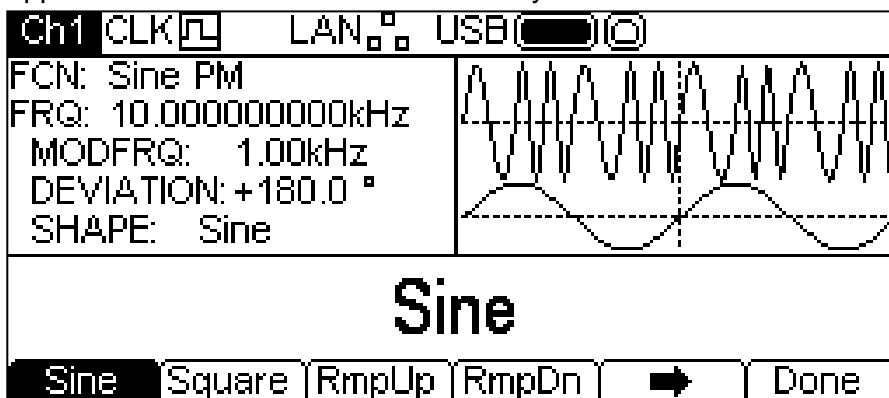 Ch1 CLK LAN USB
FCN: Sine PM
FRQ: 10.000000000kHz
MODFRQ: 1.00kHz
DEVIATION: +180.0 °
SHAPE: Sine
Sine
Sine Square RmpUp RmpDn ➡ Done